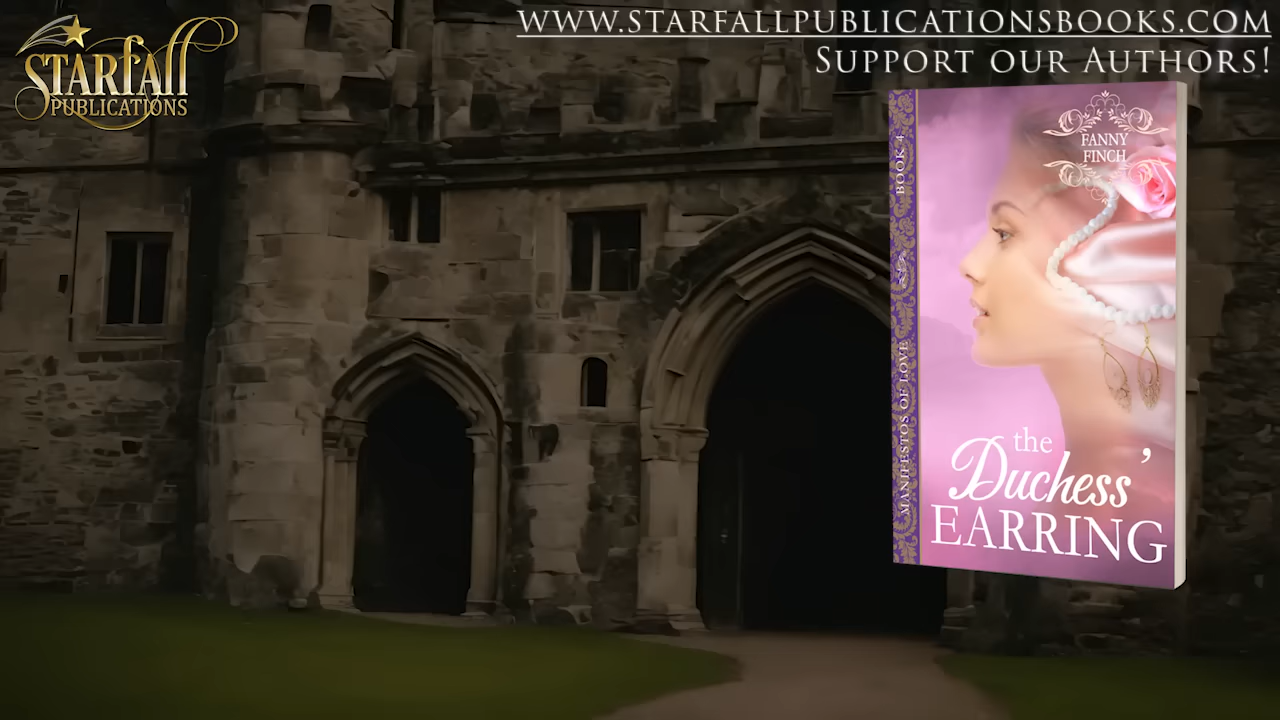 STARfall
PUBLICATIONS
WWW.STARFALLPUBLICATIONSBOOKS.COM
SUPPORT OUR AUTHORS!
MANIFESTOS OF LOVE
BOOK 4
FANNY
FINCH
the
Duchess'
EARRING